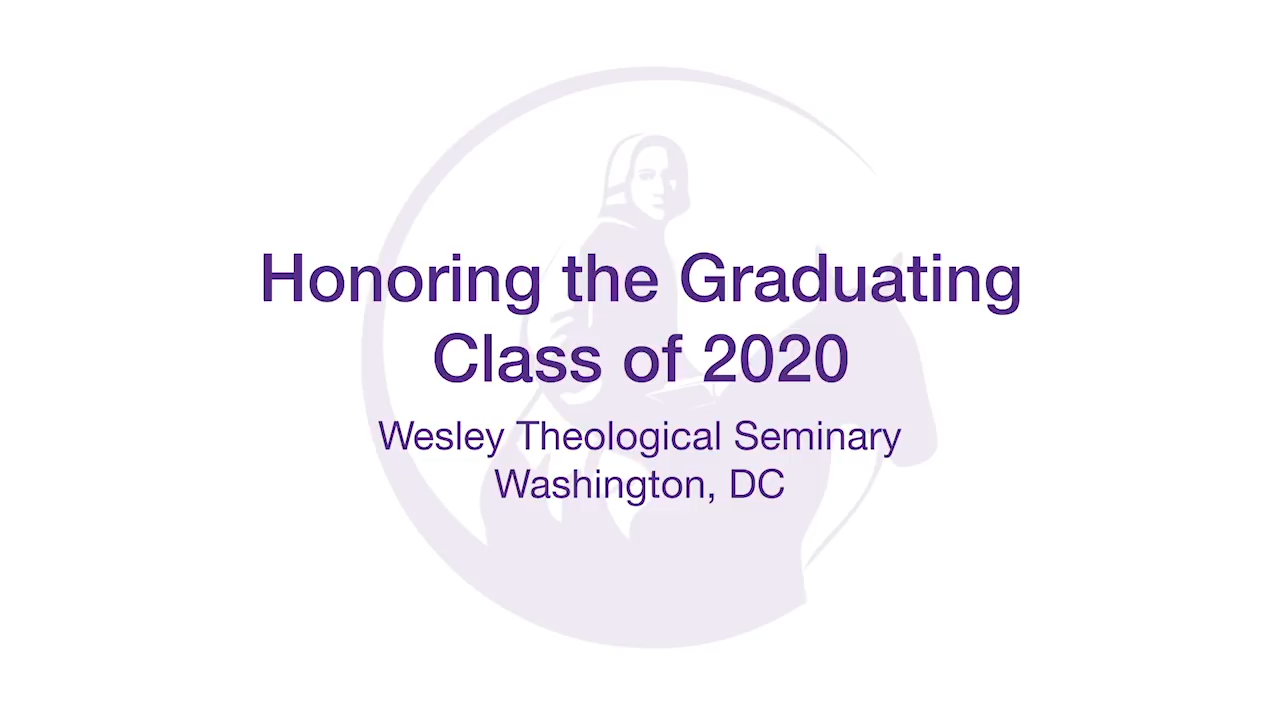 Honoring the Graduating
Class of 2020
Wesley Theological Seminary
Washington, DC